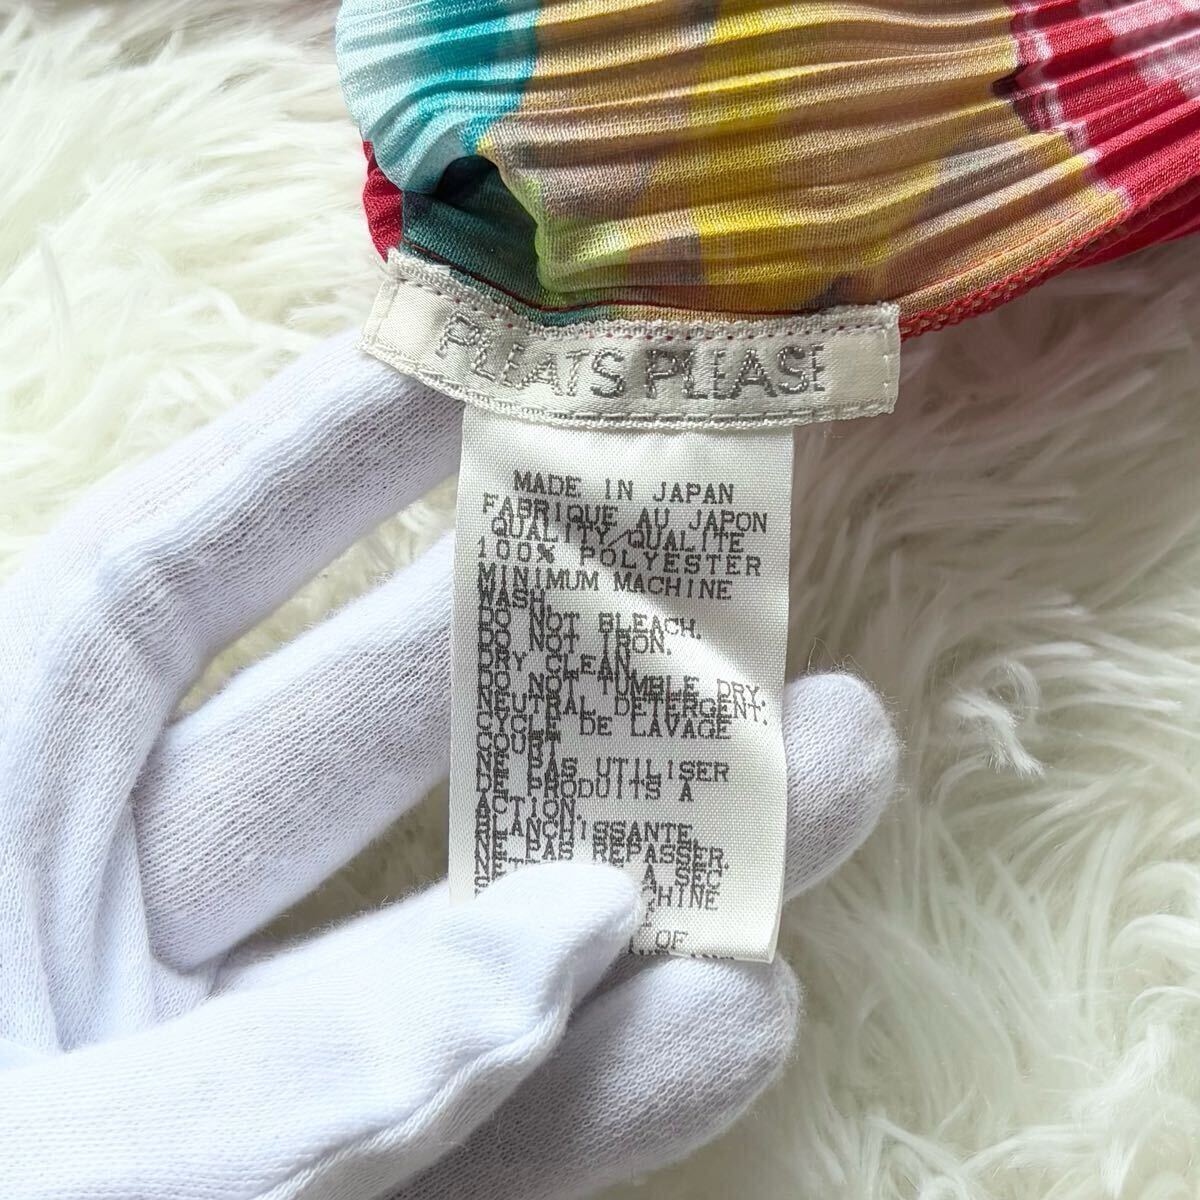 PLEATS PLEASE
MADE IN JAPAN
FABRIQUE AU JAPON
QUALITY/QUALITE
100% POLYESTER
MINIMUM MACHINE
WASH.
DO NOT BLEACH.
DO NOT IRON.
DRY CLEAN.
DO NOT TUMBLE DRY.
NEUTRAL DETERGENT.
CYCLE DE LAVAGE
COURT
NE PAS UTILISER
DE PRODUITS A
ACTION.
BLANCHISSANTE.
NE PAS REPASSER.
A SEC
OF